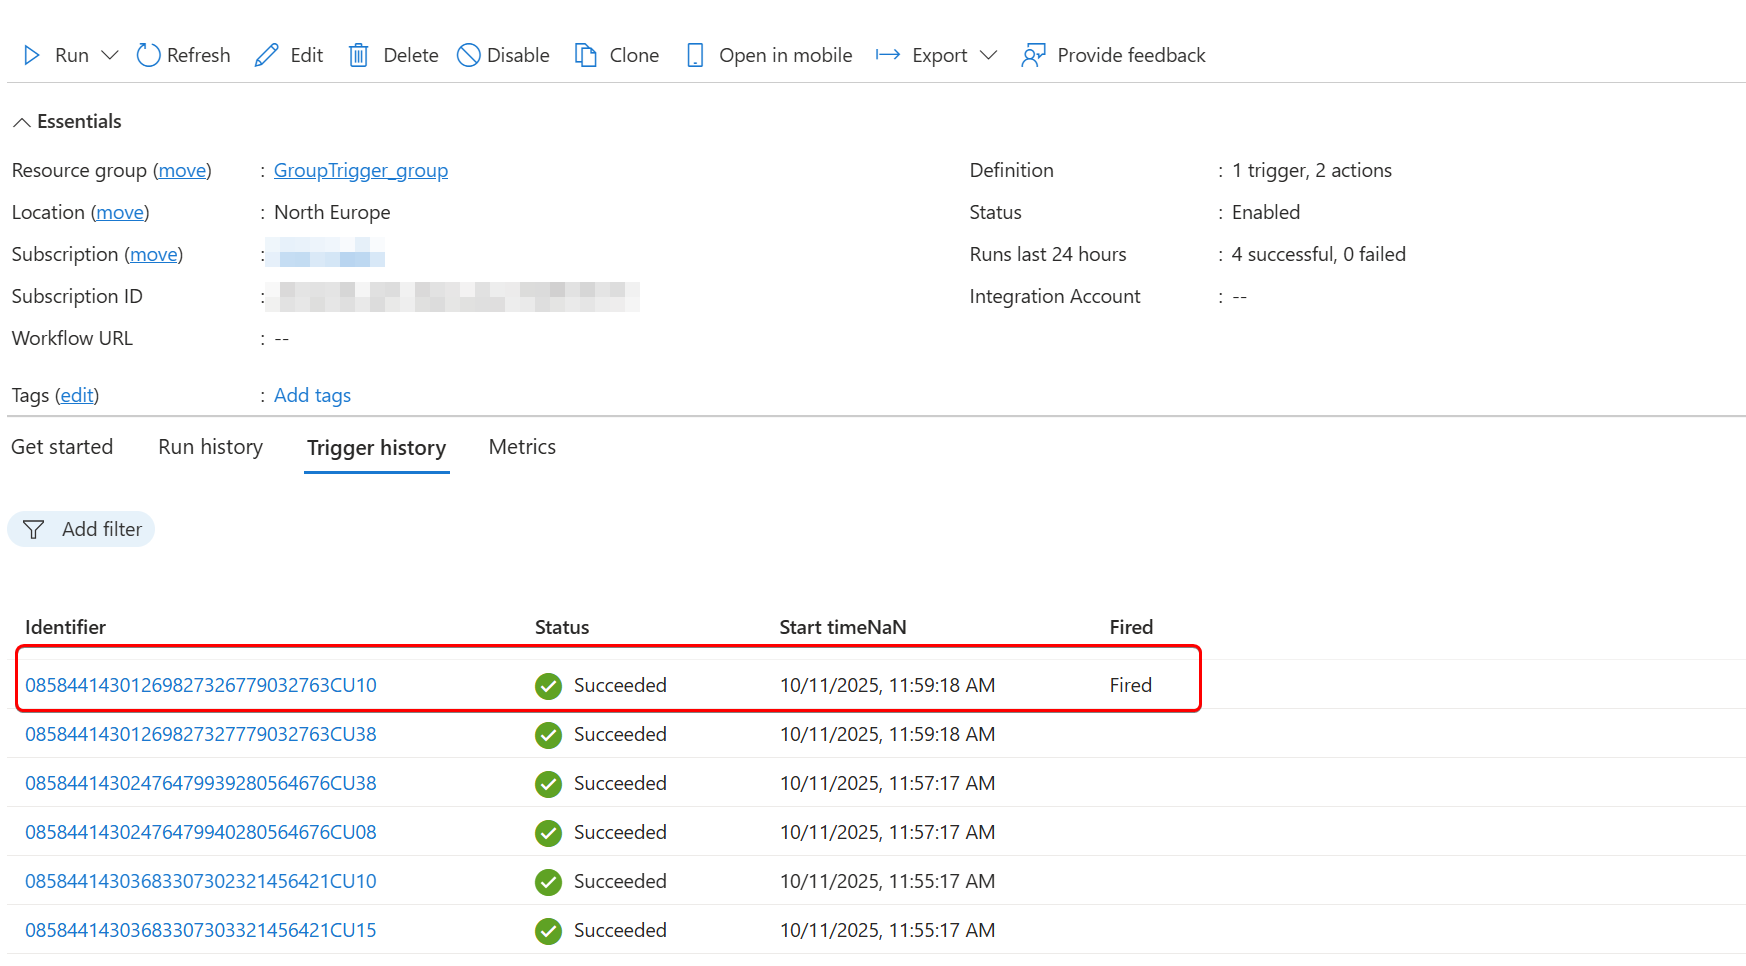 Run Refresh Edit Delete Disable Clone Open in mobile Export Provide feedback
Essentials
Resource group (move) : GroupTrigger_group
Location (move) : North Europe
Subscription (move) :
Subscription ID :
Workflow URL : --
Tags (edit) : Add tags
Definition : 1 trigger, 2 actions
Status : Enabled
Runs last 24 hours : 4 successful, 0 failed
Integration Account : --
Get started Run history Trigger history Metrics
Add filter
Identifier Status Start timeNaN Fired
08584414301269827326779032763CU10 Succeeded 10/11/2025, 11:59:18 AM Fired
08584414301269827327779032763CU38 Succeeded 10/11/2025, 11:59:18 AM
08584414302476479939280564676CU38 Succeeded 10/11/2025, 11:57:17 AM
08584414302476479940280564676CU08 Succeeded 10/11/2025, 11:57:17 AM
08584414303683307302321456421CU10 Succeeded 10/11/2025, 11:55:17 AM
08584414303683307303321456421CU15 Succeeded 10/11/2025, 11:55:17 AM